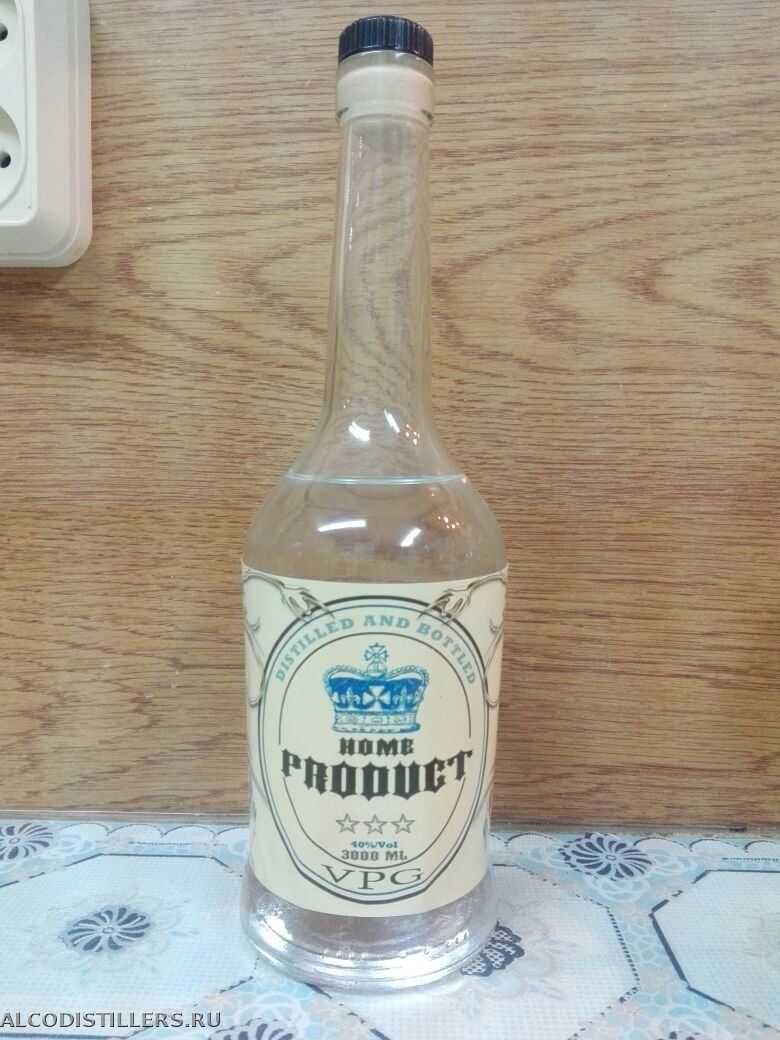 DISTILLED AND BOTTLED
HOME
PRODUCT
40%/Vol
3000 ML
VPG
ALCODISTILLERS.RU